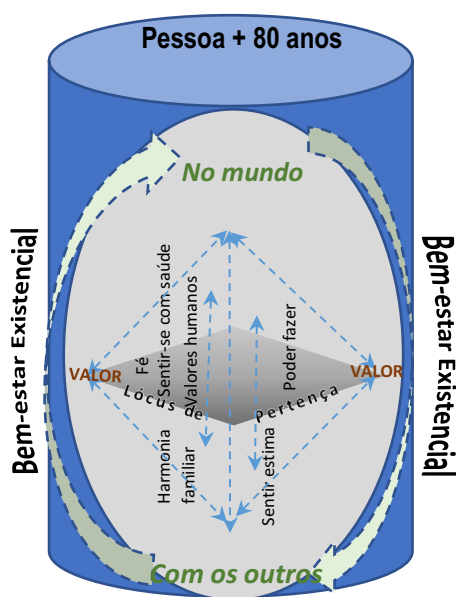 Pessoa + 80 anos
No mundo
Bem-estar Existencial
Bem-estar Existencial
Fé
Sentir-se com saúde
Valores humanos
Poder fazer
VALOR
VALOR
Lócus de
Pertença
Harmonia
familiar
Sentir estima
Com os outros